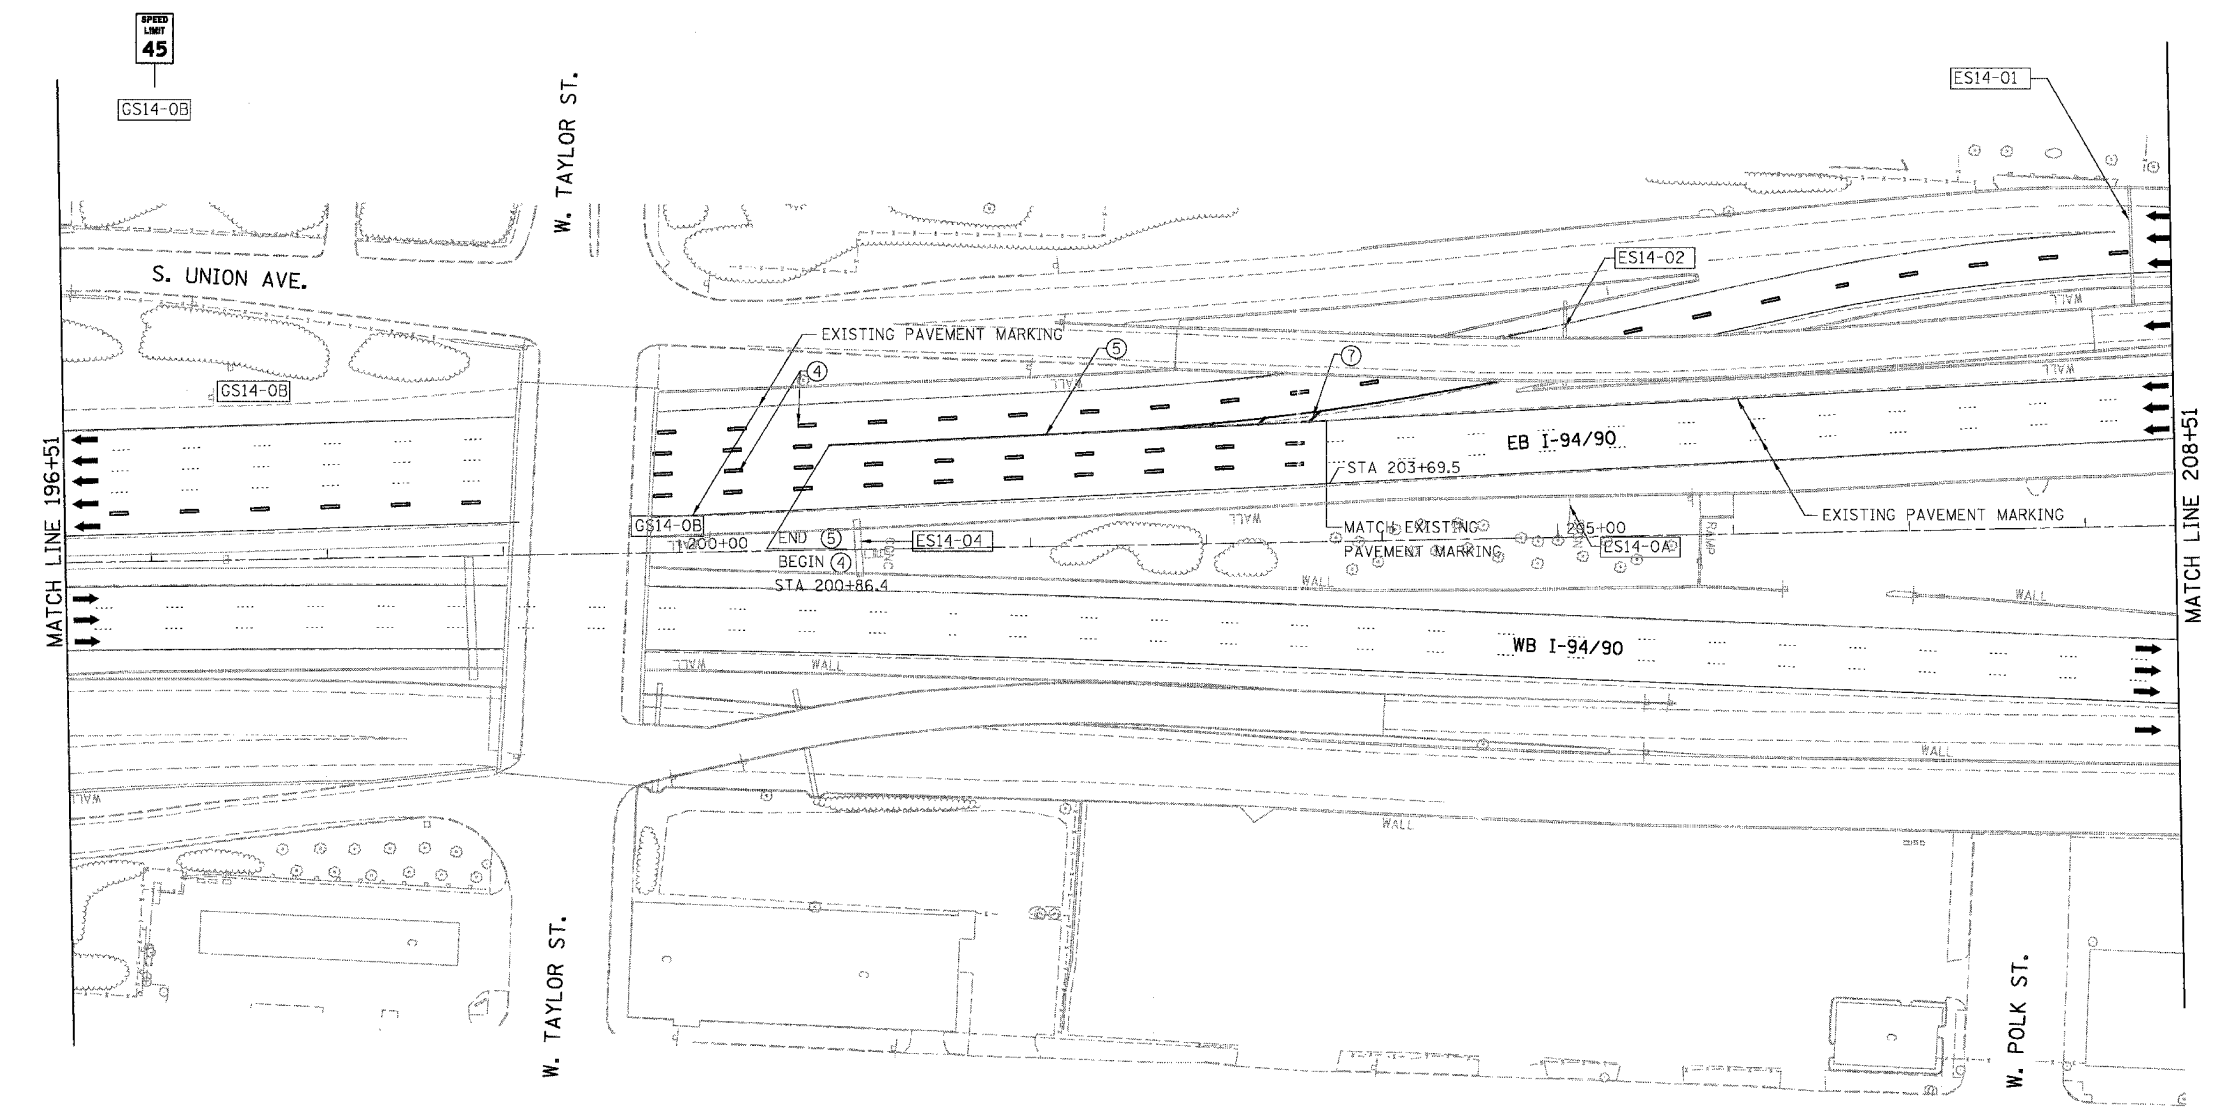 SPEED
LIMIT
45
GS14-0B
W. TAYLOR ST.
ES14-01
S. UNION AVE.
ES14-02
WALL
EXISTING PAVEMENT MARKING
5
7
4
WALL
WALL
GS14-0B
MATCH LINE 196+51
MATCH LINE 208+51
EB I-94/90
STA 203+69.5
GS14-0B
200+00
END 5
ES14-04
WALL
MATCH EXISTING
PAVEMENT MARKING
205+00
ES14-0A
RAMP
EXISTING PAVEMENT MARKING
BEGIN 4
STA 200+86.4
WALL
WALL
WB I-94/90
WALL
WALL
WALL
WALL
WALL
C
C
C
C
W. TAYLOR ST.
W. POLK ST.